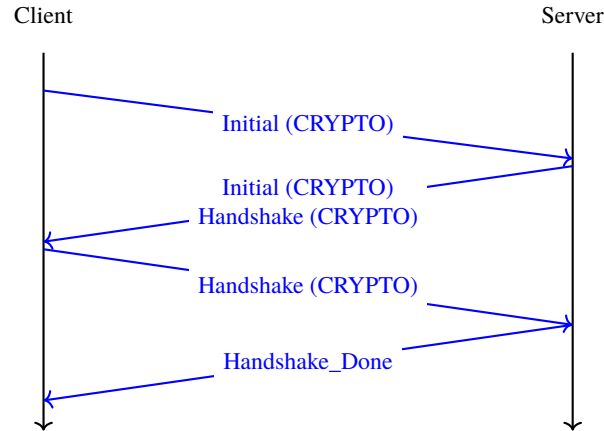 Client
Server
Initial (CRYPTO)
Initial (CRYPTO)
Handshake (CRYPTO)
Handshake (CRYPTO)
Handshake_Done